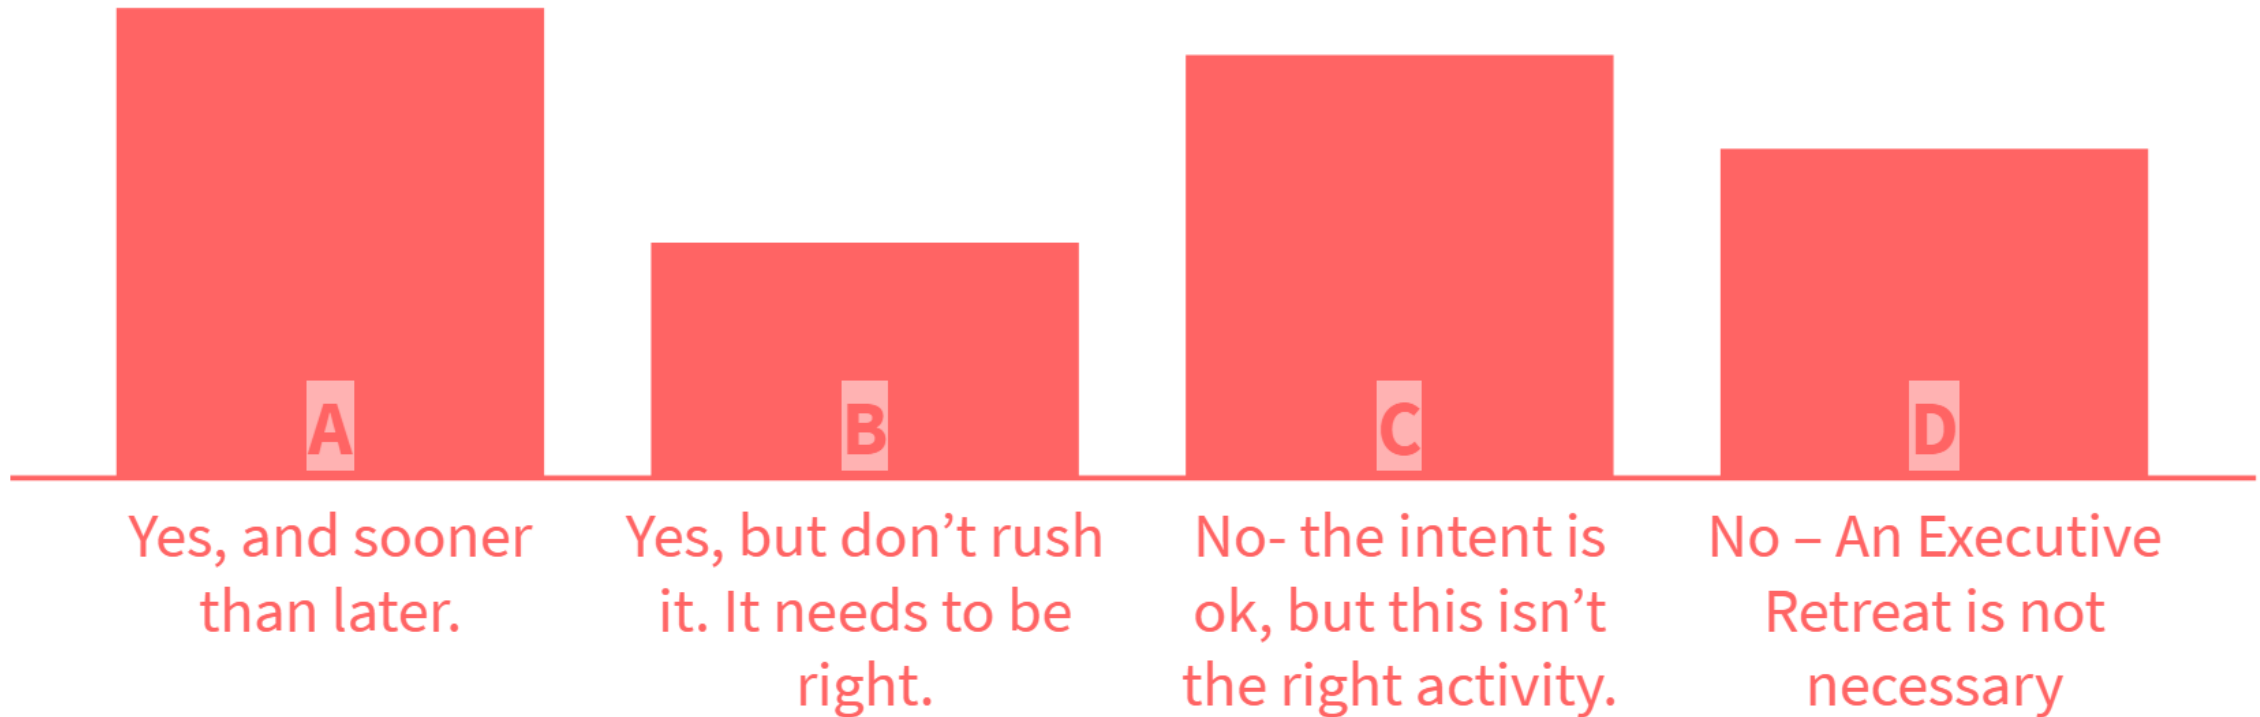 A
B
C
D
Yes, and sooner
than later.
Yes, but don’t rush
it. It needs to be
right.
No- the intent is
ok, but this isn’t
the right activity.
No – An Executive
Retreat is not
necessary